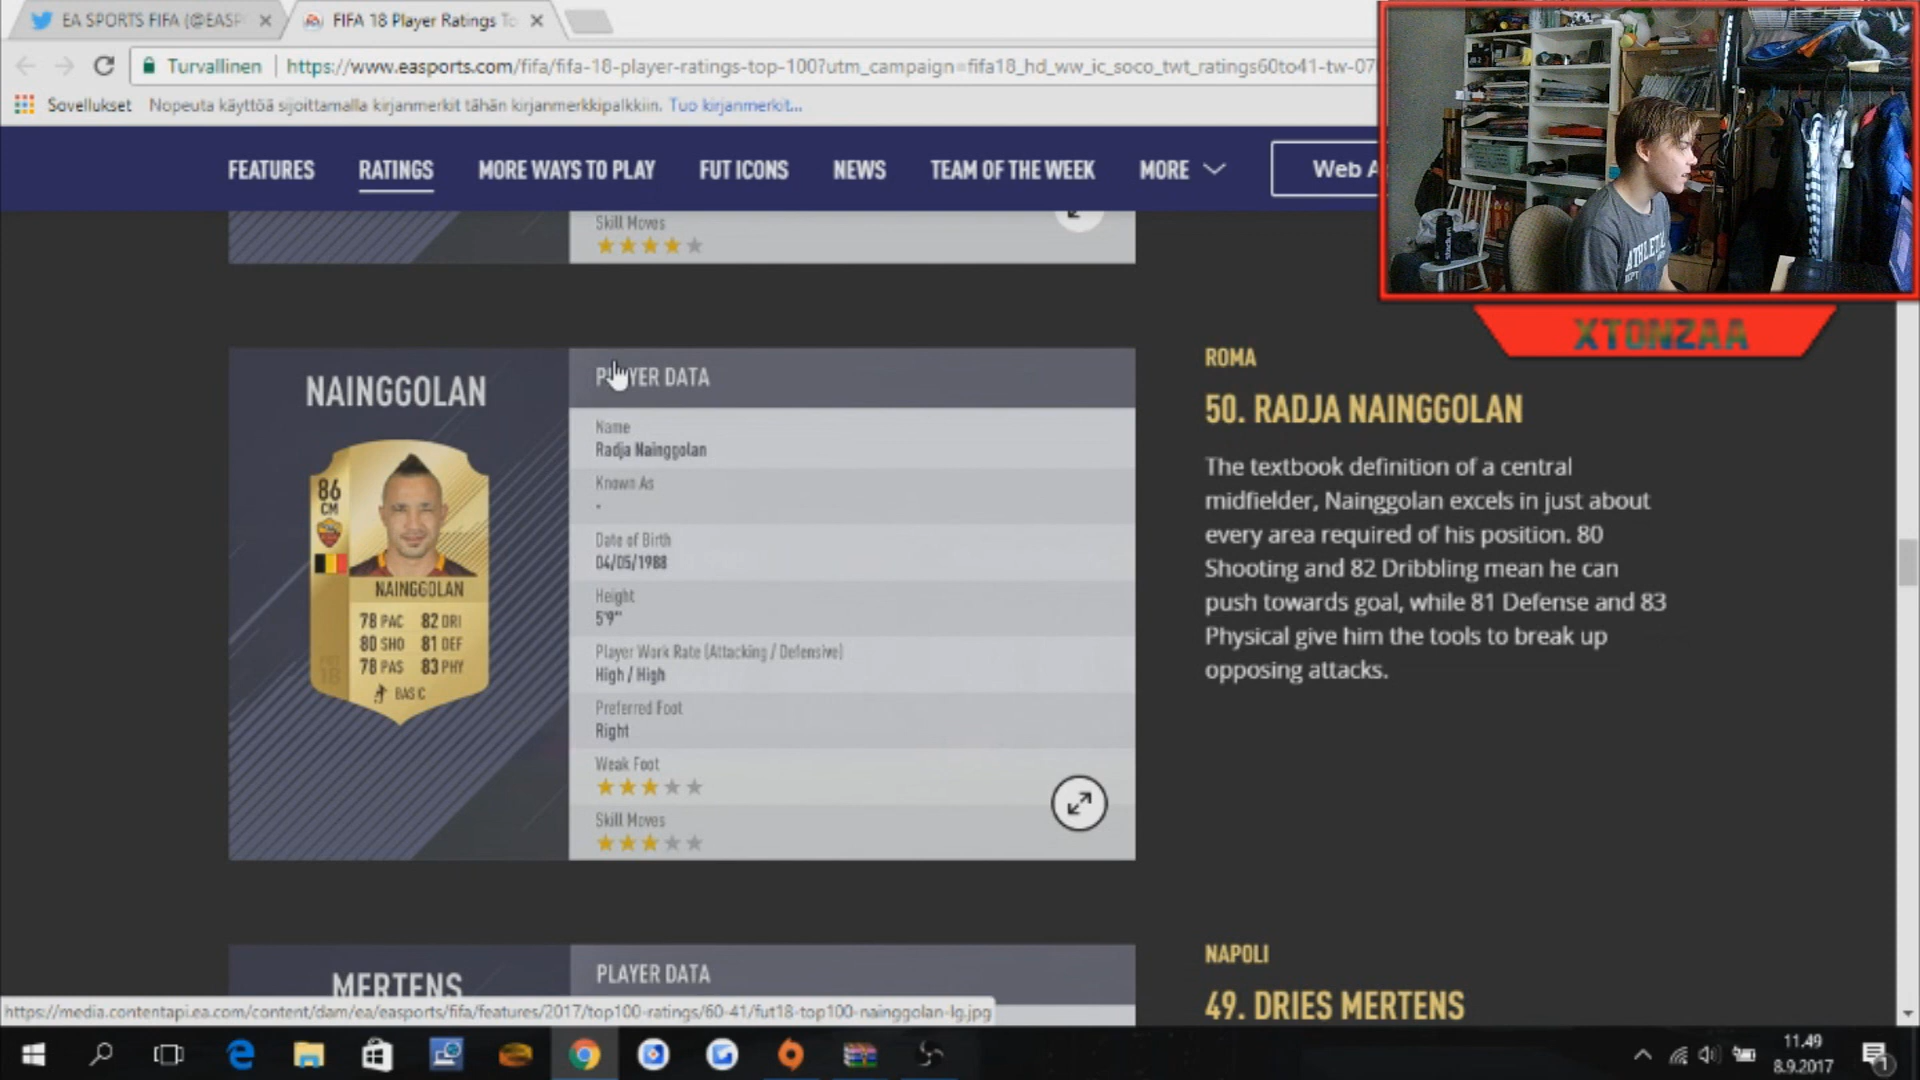 EA SPORTS FIFA (@EASP
FIFA 18 Player Ratings To
Turvallinen
https://www.easports.com/fifa/fifa-18-player-ratings-top-100?utm_campaign=fifa18_hd_ww_ic_soco_twt_ratings60to41-tw-07
Sovellukset
Nopeuta käyttöä sijoittamalla kirjanmerkit tähän kirjanmerkkipalkkiin. Tuo kirjanmerkit...
FEATURES
RATINGS
MORE WAYS TO PLAY
FUT ICONS
NEWS
TEAM OF THE WEEK
MORE
Web A
ATHLE
XTONZAA
Skill Moves
NAINGGOLAN
86
CM
NAINGGOLAN
78 PAC 82 DRI
80 SHO 81 DEF
78 PAS 83 PHY
BASIC
PLAYER DATA
Name
Radja Nainggolan
Known As
-
Date of Birth
04/05/1988
Height
5'9"
Player Work Rate (Attacking / Defensive)
High / High
Preferred Foot
Right
Weak Foot
Skill Moves
ROMA
50. RADJA NAINGGOLAN
The textbook definition of a central
midfielder, Nainggolan excels in just about
every area required of his position. 80
Shooting and 82 Dribbling mean he can
push towards goal, while 81 Defense and 83
Physical give him the tools to break up
opposing attacks.
MERTENS
PLAYER DATA
NAPOLI
49. DRIES MERTENS
https://media.contentapi.ea.com/content/dam/ea/easports/fifa/features/2017/top100-ratings/60-41/fut18-top100-nainggolan-lg.jpg
11.49
8.9.2017
1